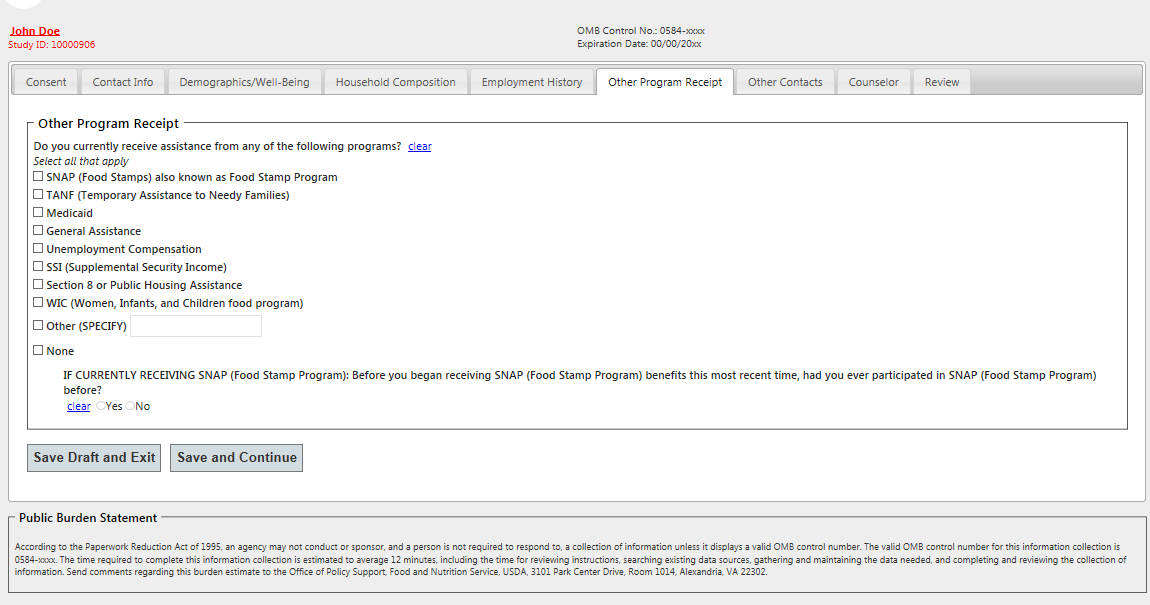 John Doe
Study ID: 10000906
OMB Control No.: 0584-xxxx
Expiration Date: 00/00/20xx
Consent Contact Info Demographics/Well-Being Household Composition Employment History Other Program Receipt Other Contacts Counselor Review
Other Program Receipt
Do you currently receive assistance from any of the following programs? clear
Select all that apply
SNAP (Food Stamps) also known as Food Stamp Program
TANF (Temporary Assistance to Needy Families)
Medicaid
General Assistance
Unemployment Compensation
SSI (Supplemental Security Income)
Section 8 or Public Housing Assistance
WIC (Women, Infants, and Children food program)
Other (SPECIFY)
None
IF CURRENTLY RECEIVING SNAP (Food Stamp Program): Before you began receiving SNAP (Food Stamp Program) benefits this most recent time, had you ever participated in SNAP (Food Stamp Program)
before?
clear Yes No
Save Draft and Exit Save and Continue
Public Burden Statement
According to the Paperwork Reduction Act of 1995, an agency may not conduct or sponsor, and a person is not required to respond to, a collection of information unless it displays a valid OMB control number. The valid OMB control number for this information collection is
0584-xxxx. The time required to complete this information collection is estimated to average 12 minutes, including the time for reviewing instructions, searching existing data sources, gathering and maintaining the data needed, and completing and reviewing the collection of
information. Send comments regarding this burden estimate to the Office of Policy Support, Food and Nutrition Service, USDA, 3101 Park Center Drive, Room 1014, Alexandria, VA 22302.